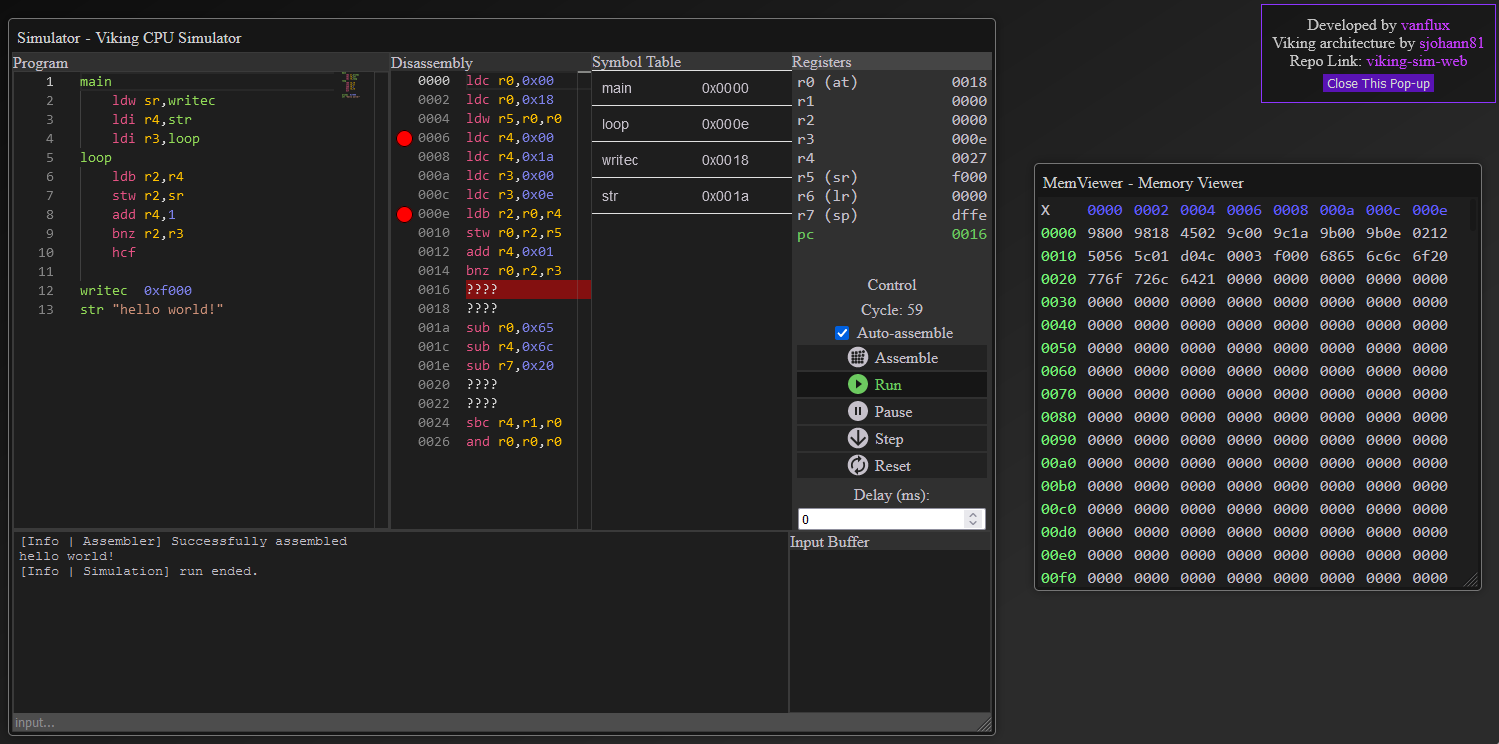 Simulator - Viking CPU Simulator
Program
1 main
2 ldw sr,writec
3 ldi r4,str
4 ldi r3,loop
5 loop
6 ldb r2,r4
7 stw r2,sr
8 add r4,1
9 bnz r2,r3
10 hcf
11
12 writec 0xf000
13 str "hello world!"
Disassembly
0000 ldc r0,0x00
0002 ldc r0,0x18
0004 ldw r5,r0,r0
0006 ldc r4,0x00
0008 ldc r4,0x1a
000a ldc r3,0x00
000c ldc r3,0x0e
000e ldb r2,r0,r4
0010 stw r0,r2,r5
0012 add r4,0x01
0014 bnz r0,r2,r3
0016 ????
0018 ????
001a sub r0,0x65
001c sub r4,0x6c
001e sub r7,0x20
0020 ????
0022 ????
0024 sbc r4,r1,r0
0026 and r0,r0,r0
Symbol Table
main 0x0000
loop 0x000e
writec 0x0018
str 0x001a
Registers
r0 (at) 0018
r1 0000
r2 0000
r3 000e
r4 0027
r5 (sr) f000
r6 (lr) 0000
r7 (sp) dffe
pc 0016
Control
Cycle: 59
Auto-assemble
Assemble
Run
Pause
Step
Reset
Delay (ms):
0
[Info | Assembler] Successfully assembled
hello world!
[Info | Simulation] run ended.
Input Buffer
input...
Developed by vanflux
Viking architecture by sjohann81
Repo Link: viking-sim-web
Close This Pop-up
MemViewer - Memory Viewer
X 0000 0002 0004 0006 0008 000a 000c 000e
0000 9800 9818 4502 9c00 9c1a 9b00 9b0e 0212
0010 5056 5c01 d04c 0003 f000 6865 6c6c 6f20
0020 776f 726c 6421 0000 0000 0000 0000 0000
0030 0000 0000 0000 0000 0000 0000 0000 0000
0040 0000 0000 0000 0000 0000 0000 0000 0000
0050 0000 0000 0000 0000 0000 0000 0000 0000
0060 0000 0000 0000 0000 0000 0000 0000 0000
0070 0000 0000 0000 0000 0000 0000 0000 0000
0080 0000 0000 0000 0000 0000 0000 0000 0000
0090 0000 0000 0000 0000 0000 0000 0000 0000
00a0 0000 0000 0000 0000 0000 0000 0000 0000
00b0 0000 0000 0000 0000 0000 0000 0000 0000
00c0 0000 0000 0000 0000 0000 0000 0000 0000
00d0 0000 0000 0000 0000 0000 0000 0000 0000
00e0 0000 0000 0000 0000 0000 0000 0000 0000
00f0 0000 0000 0000 0000 0000 0000 0000 0000